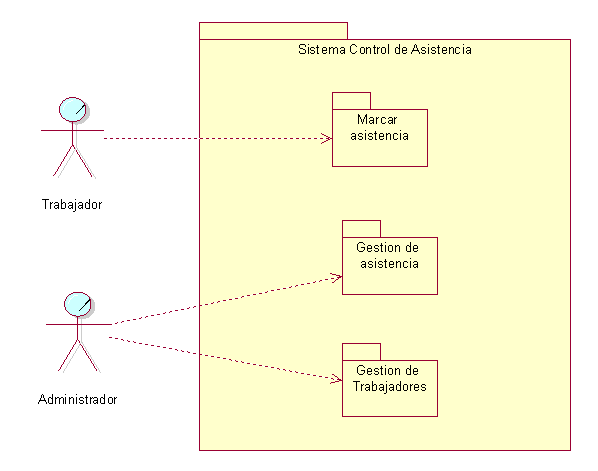 Sistema Control de Asistencia
Marcar
asistencia
Trabajador
Gestion de
asistencia
Gestion de
Trabajadores
Administrador